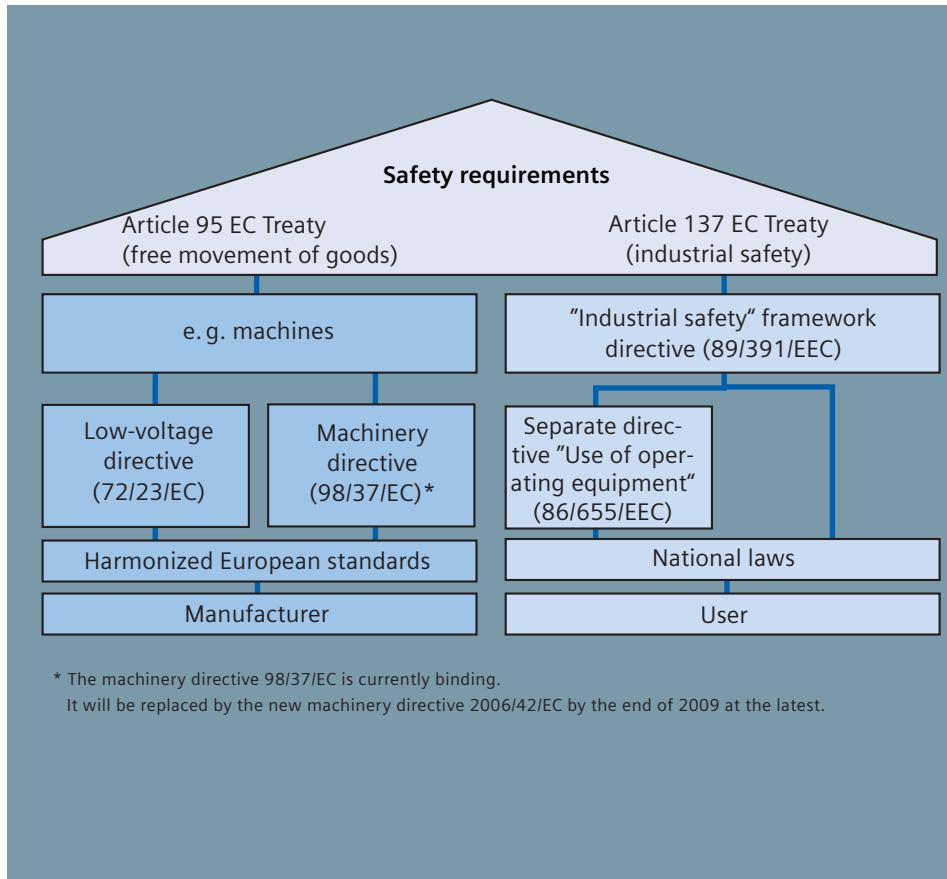 Safety requirements
Article 95 EC Treaty
(free movement of goods)
Article 137 EC Treaty
(industrial safety)
e. g. machines
"Industrial safety“ framework
directive (89/391/EEC)
Low-voltage
directive
(72/23/EC)
Machinery
directive
(98/37/EC)*
Separate direc-
tive "Use of oper-
ating equipment“
(86/655/EEC)
Harmonized European standards
National laws
Manufacturer
User
* The machinery directive 98/37/EC is currently binding.
It will be replaced by the new machinery directive 2006/42/EC by the end of 2009 at the latest.